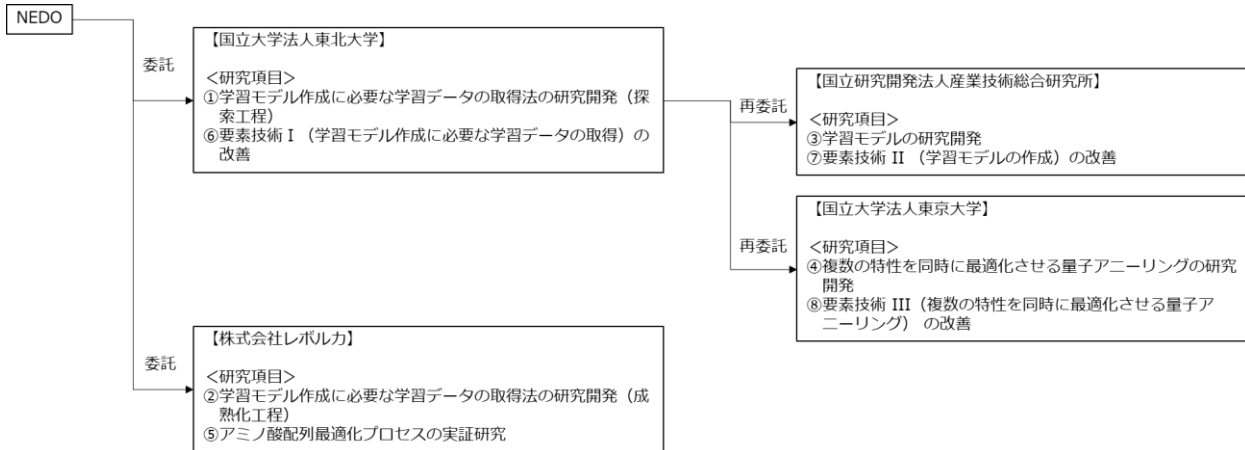 NEDO
委託
【国立大学法人東北大学】
＜研究項目＞
①学習モデル作成に必要な学習データの取得法の研究開発（探
索工程）
⑥要素技術 I （学習モデル作成に必要な学習データの取得）の
改善
再委託
【国立研究開発法人産業技術総合研究所】
＜研究項目＞
③学習モデルの研究開発
⑦要素技術 II （学習モデルの作成）の改善
再委託
【国立大学法人東京大学】
＜研究項目＞
④複数の特性を同時に最適化させる量子アニーリングの研究
開発
⑧要素技術 III（複数の特性を同時に最適化させる量子ア
ニーリング） の改善
委託
【株式会社レボルカ】
＜研究項目＞
②学習モデル作成に必要な学習データの取得法の研究開発（成
熟化工程）
⑤アミノ酸配列最適化プロセスの実証研究